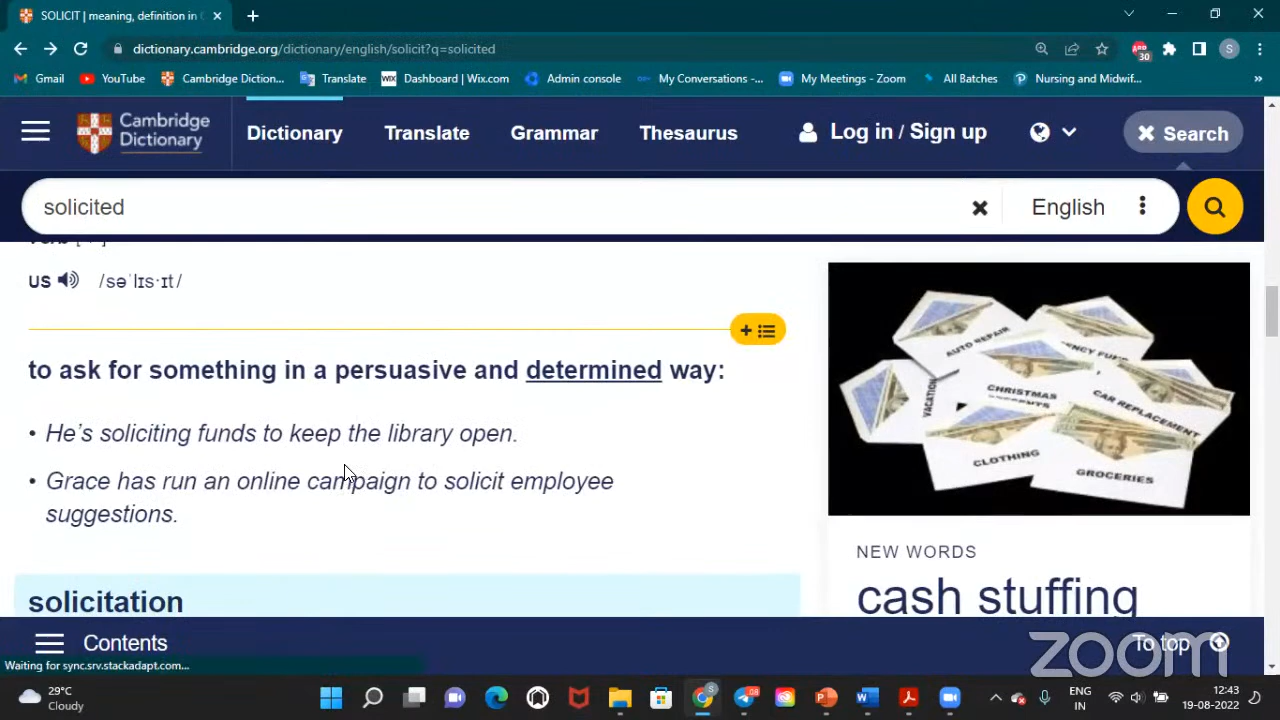 SOLICIT | meaning, definition in
dictionary.cambridge.org/dictionary/english/solicit?q=solicited
30
S
Gmail
YouTube
Cambridge Diction...
Translate
Dashboard | Wix.com
Admin console
My Conversations -...
My Meetings - Zoom
All Batches
Nursing and Midwif...
Cambridge
Dictionary
Dictionary
Translate
Grammar
Thesaurus
Log in / Sign up
Search
solicited
English
US /səˈlɪs·ɪt/
to ask for something in a persuasive and determined way:
• He's soliciting funds to keep the library open.
• Grace has run an online campaign to solicit employee
suggestions.
AUTO REPAIR
VACATION
CHRISTMAS
CAR REPLACEMENT
CLOTHING
GROCERIES
NEW WORDS
cash stuffing
solicitation
Contents
To top
zoom
Waiting for sync.srv.stackadapt.com...
29°C
Cloudy
ENG
IN
12:43
19-08-2022